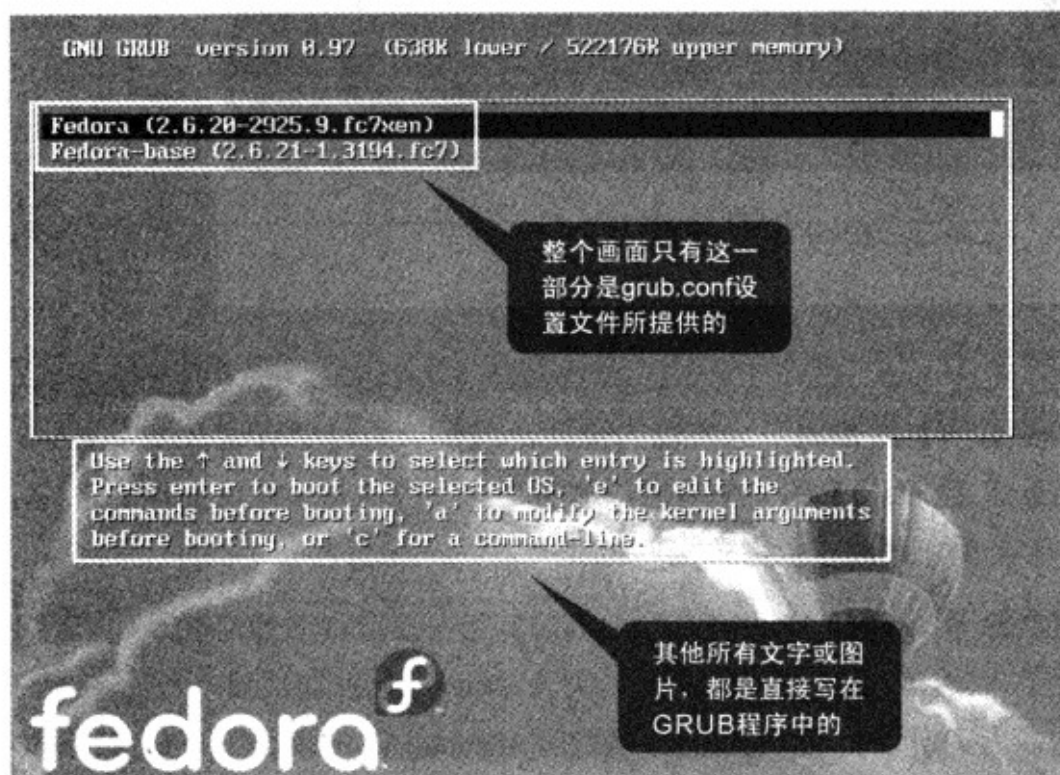 GNU GRUB version 0.97 (638K lower / 522176K upper memory)
Fedora (2.6.20-2925.9.fc7xen)
Fedora-base (2.6.21-1.3194.fc7)
整个画面只有这一
部分是grub.conf设
置文件所提供的
Use the ↑ and ↓ keys to select which entry is highlighted.
Press enter to boot the selected OS, 'e' to edit the
commands before booting, 'a' to modify the kernel arguments
before booting, or 'c' for a command-line.
其他所有文字或图
片，都是直接写在
GRUB程序中的
fedora